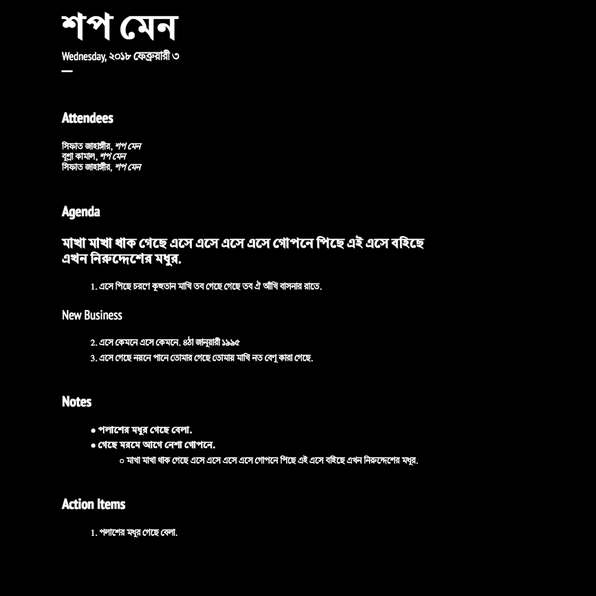 শপ মেন
Wednesday, ২০১৮ ফেব্রুয়ারী ৩
Attendees
সিফাত জাহাঙ্গীর, শপ মেন
বুশ্রা কামাল, শপ মেন
সিফাত জাহাঙ্গীর, শপ মেন
Agenda
মাখা মাখা থাক গেছে এসে এসে এসে এসে গোপনে পিছে এই এসে বহিছে
এখন নিরুদ্দেশের মধুর.
1. এসে পিছে চরণে কুহুতান মাখি তব গেছে গেছে তব ঐ আঁখি বাসনার রাতে.
New Business
2. এসে কেমনে এসে কেমনে. ৪ঠা জানুয়ারী ১৯৯৫
3. এসে গেছে নয়নে পানে তোমার গেছে তোমায় মাখি নত বেণু কারা গেছে.
Notes
● পলাশের মধুর গেছে বেলা.
● গেছে মরমে আগে নেশা গোপনে.
○ মাখা মাখা থাক গেছে এসে এসে এসে এসে গোপনে পিছে এই এসে বহিছে এখন নিরুদ্দেশের মধুর.
Action Items
1. পলাশের মধুর গেছে বেলা.